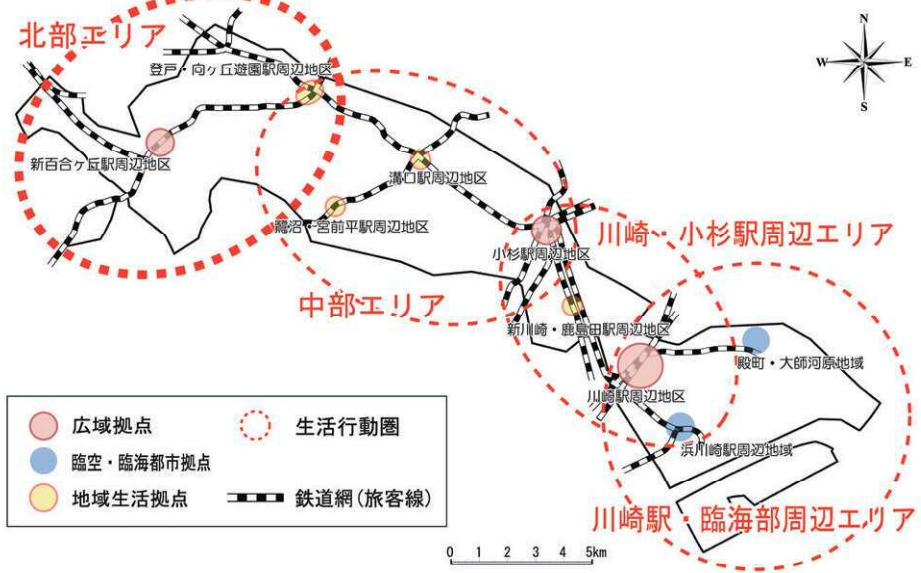 北部エリア
登戸・向ヶ丘遊園駅周辺地区
新百合ヶ丘駅周辺地区
溝口駅周辺地区
鷺沼・宮前平駅周辺地区
小杉駅周辺地区
川崎・小杉駅周辺エリア
中部エリア
新川崎・鹿島田駅周辺地区
殿町・大師河原地域
川崎駅周辺地区
浜川崎駅周辺地域
川崎駅・臨海部周辺エリア
N
W
E
S
広域拠点
生活行動圏
臨空・臨海都市拠点
地域生活拠点
鉄道網(旅客線)
0 1 2 3 4 5km